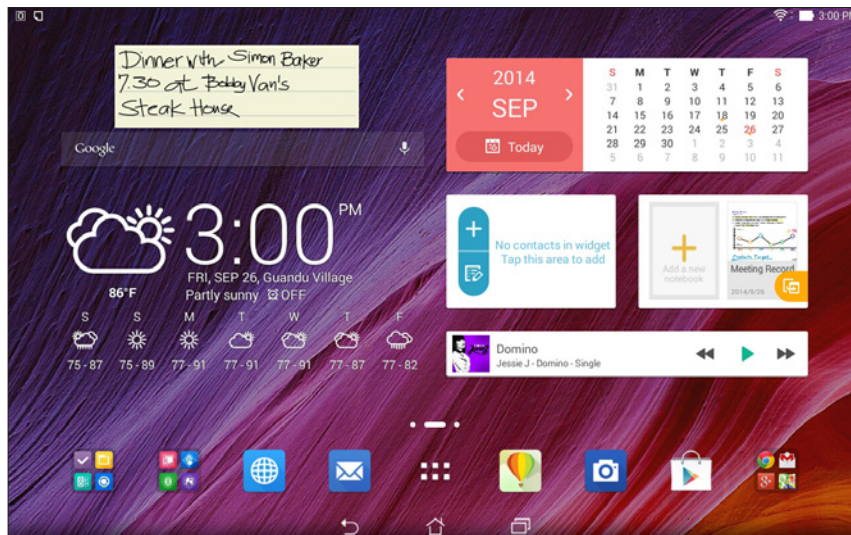 3:00 PM
Dinner with Simon Baker
7.30 at Bobby Van's
Steak House
Google
2014
SEP
Today
S M T W T F S
31 1 2 3 4 5 6
7 8 9 10 11 12 13
14 15 16 17 18 19 20
21 22 23 24 25 26 27
28 29 30 1 2 3 4
5 6 7 8 9 10 11
3:00 PM
FRI, SEP 26, Guandu Village
86°F
Partly sunny OFF
S S M T W T F
75-87 75-89 77-91 77-91 77-91 77-87 77-82
No contacts in widget
Tap this area to add
Add a new
notebook
Meeting Record
2014/9/26
Domino
Jessie J - Domino - Single